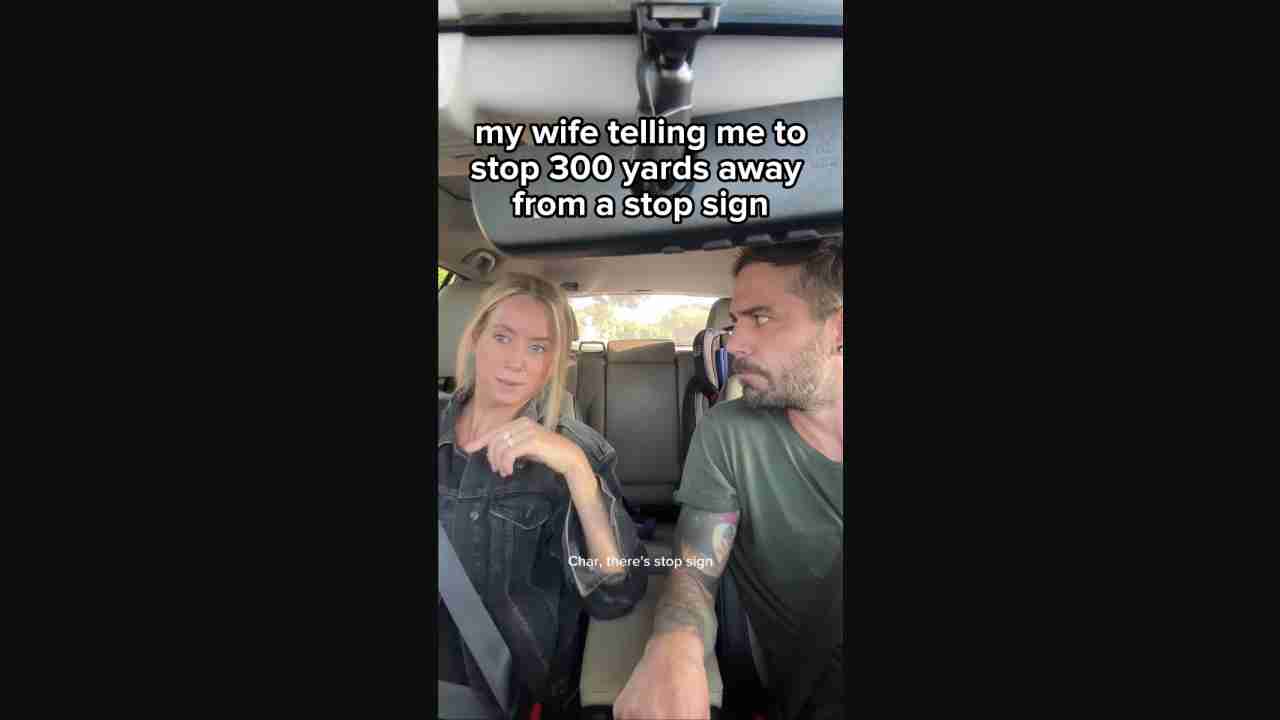 my wife telling me to
stop 300 yards away
from a stop sign
Char, there's stop sign